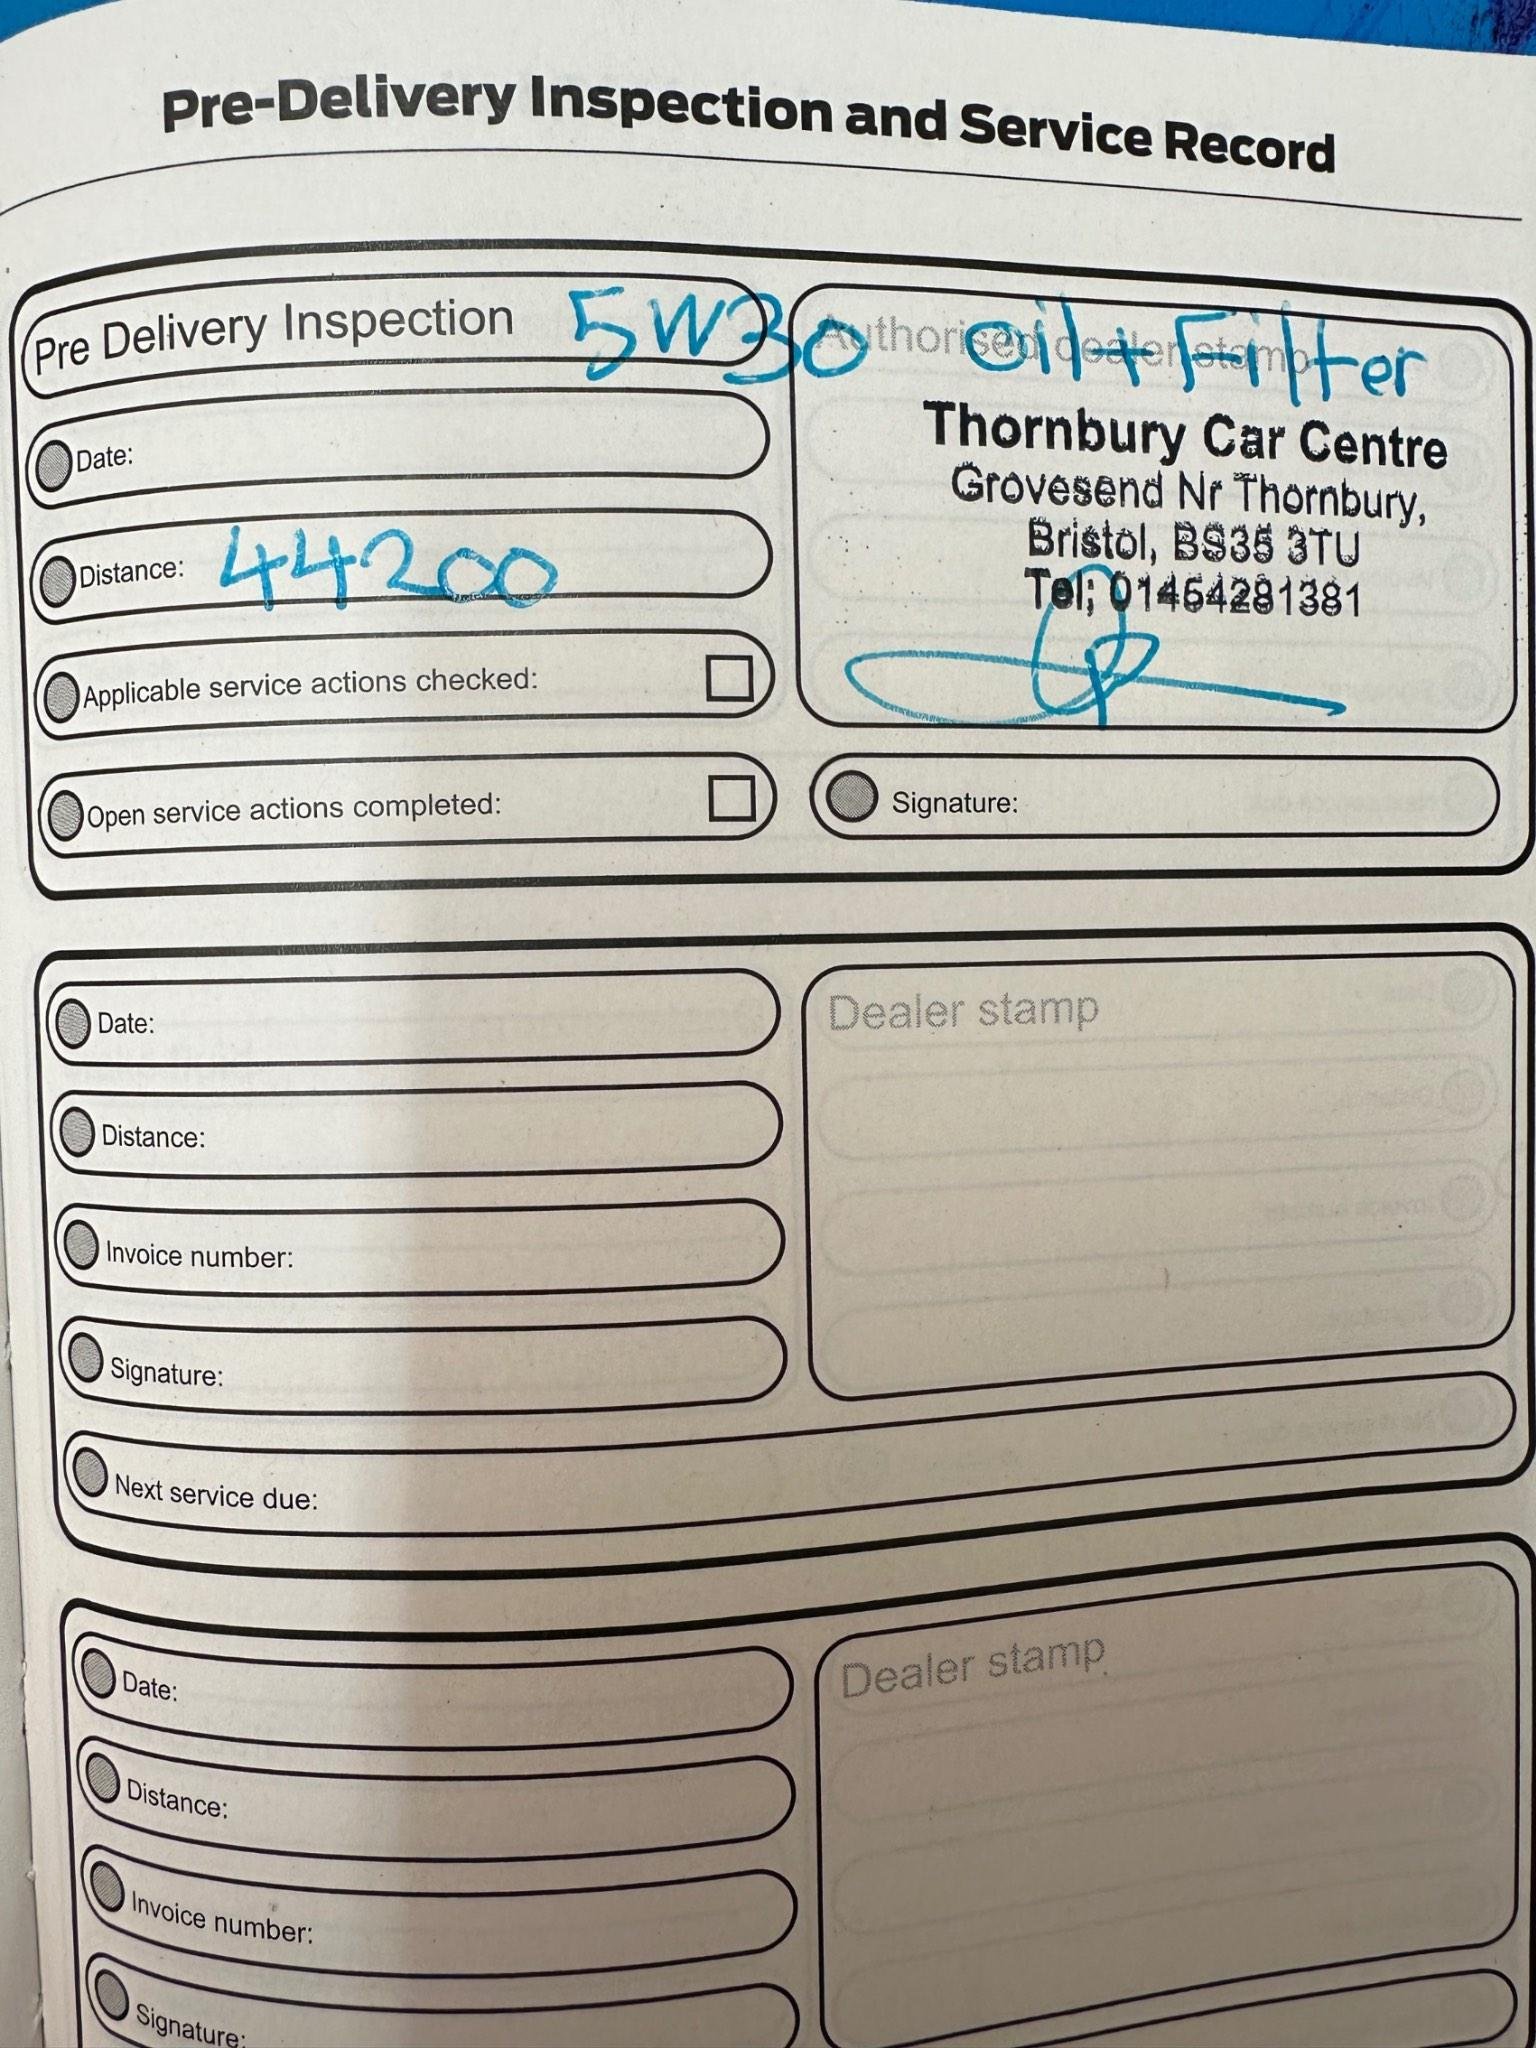 Pre-Delivery Inspection and Service Record
Pre Delivery Inspection 5W30 oil + Filter
Authorised dealer stamp
Date:
Distance: 44200
Applicable service actions checked:
Open service actions completed:
Thornbury Car Centre
Grovesend Nr Thornbury,
Bristol, BS35 3TU
Tel; 01454281381
Signature:
Date:
Distance:
Invoice number:
Signature:
Next service due:
Dealer stamp
Date:
Distance:
Invoice number:
Signature:
Dealer stamp